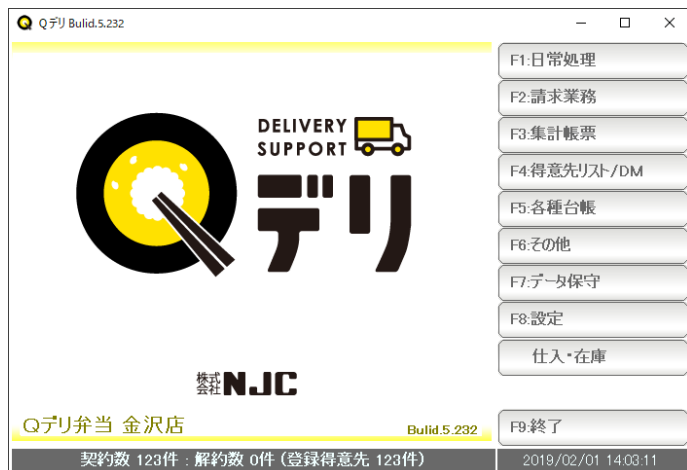 Qデリ Bulid.5.232
DELIVERY
SUPPORT
Qデリ
株式会社NJC
Qデリ弁当 金沢店
Bulid.5.232
契約数 123件 : 解約数 0件 (登録得意先 123件)
F1:日常処理
F2:請求業務
F3:集計帳票
F4:得意先リスト/DM
F5:各種台帳
F6:その他
F7:データ保守
F8:設定
仕入・在庫
F9:終了
2019/02/01 14:03:11